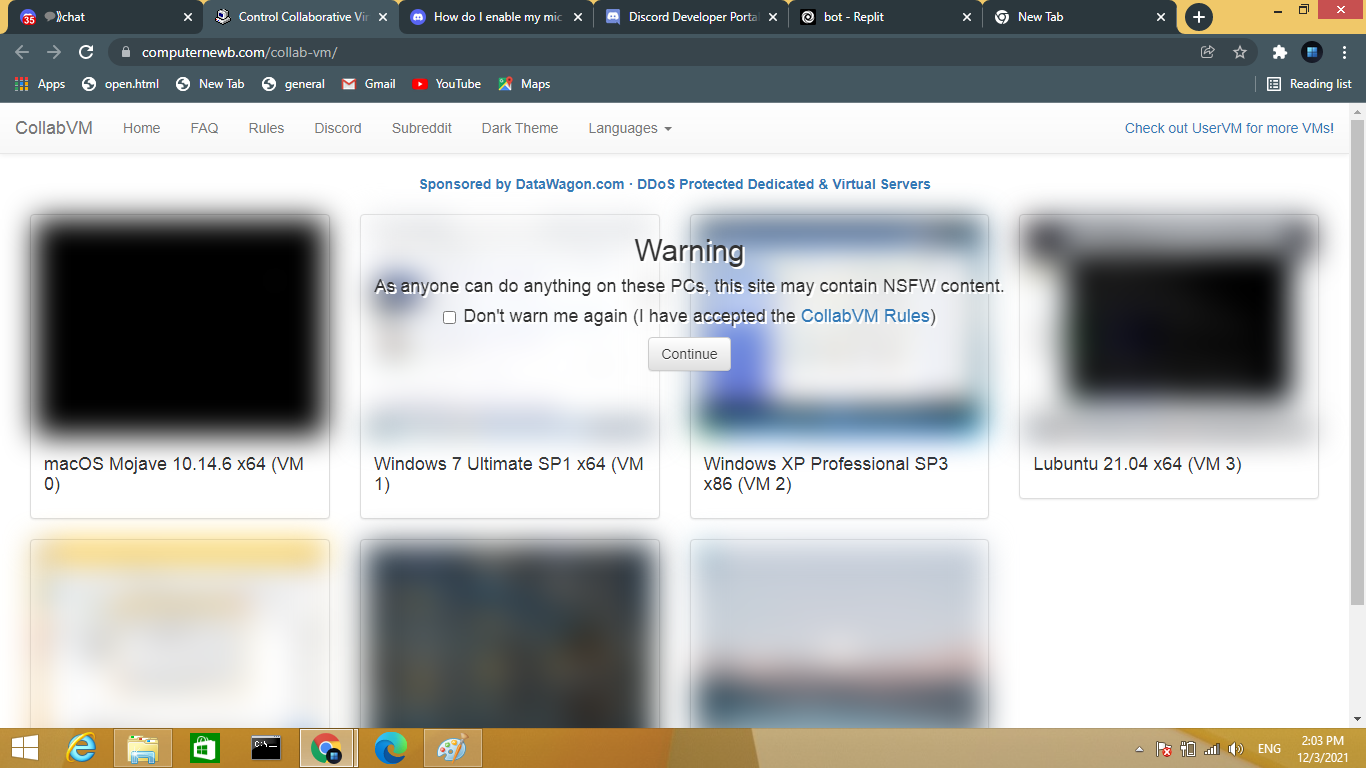 35
chat
Control Collaborative Vir
How do I enable my mic
Discord Developer Portal
bot - Replit
New Tab
computernewb.com/collab-vm/
Apps
open.html
New Tab
general
Gmail
YouTube
Maps
Reading list
CollabVM
Home
FAQ
Rules
Discord
Subreddit
Dark Theme
Languages
Check out UserVM for more VMs!
Sponsored by DataWagon.com · DDoS Protected Dedicated & Virtual Servers
Warning
As anyone can do anything on these PCs, this site may contain NSFW content.
Don't warn me again (I have accepted the CollabVM Rules)
Continue
macOS Mojave 10.14.6 x64 (VM
0)
Windows 7 Ultimate SP1 x64 (VM
1)
Windows XP Professional SP3
x86 (VM 2)
Lubuntu 21.04 x64 (VM 3)
ENG
2:03 PM
12/3/2021